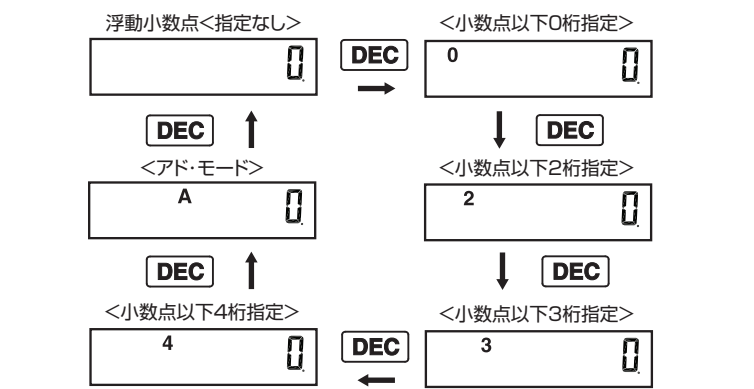 浮動小数点<指定なし>
0.
DEC
<小数点以下0桁指定>
0 0.
DEC
DEC
<アド・モード>
A 0.
<小数点以下2桁指定>
2 0.
DEC
DEC
<小数点以下4桁指定>
4 0.
DEC
<小数点以下3桁指定>
3 0.